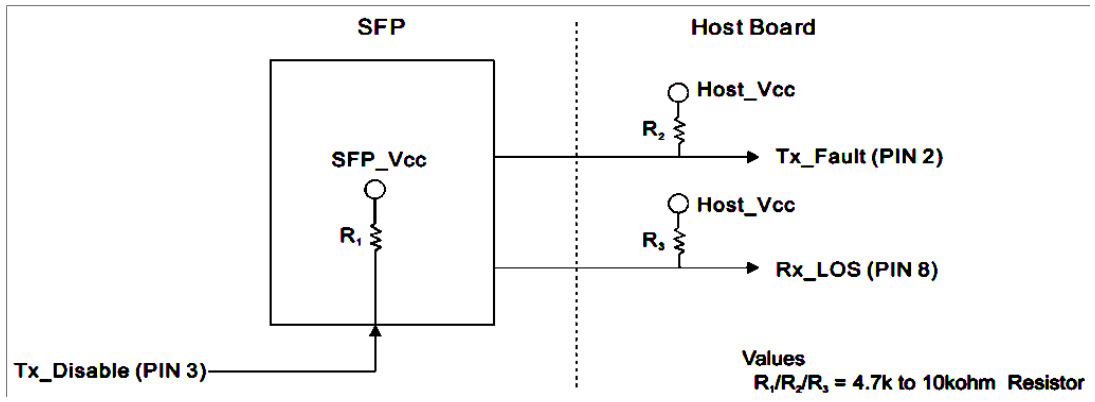 SFP
Host Board
Host_Vcc
R₂
Tx_Fault (PIN 2)
SFP_Vcc
Host_Vcc
R₁
R₃
Rx_LOS (PIN 8)
Tx_Disable (PIN 3)
Values
R₁/R₂/R₃ = 4.7k to 10kohm Resistor